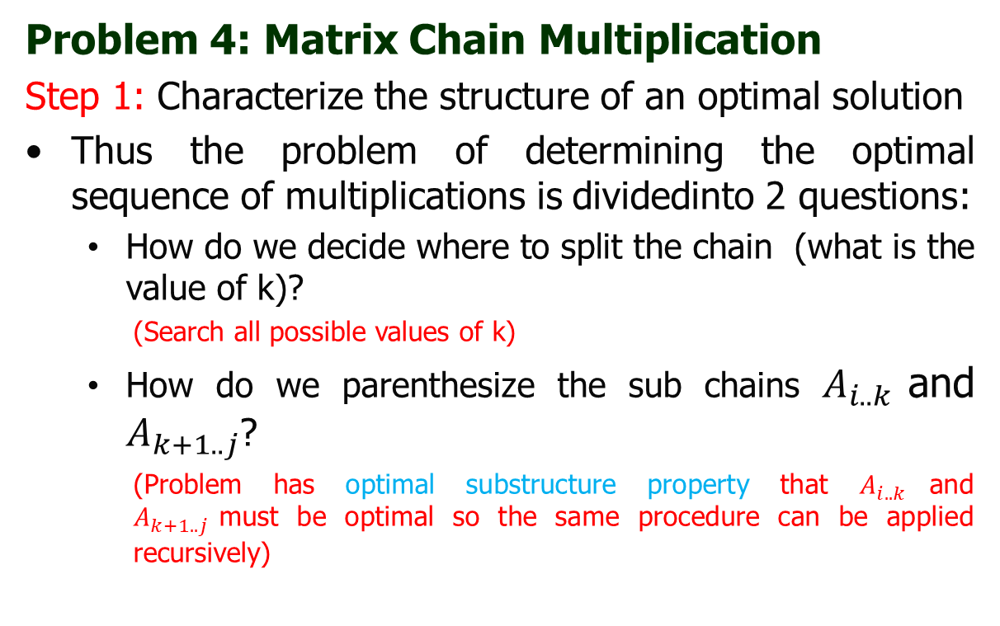 Problem 4: Matrix Chain Multiplication
Step 1: Characterize the structure of an optimal solution
• Thus the problem of determining the optimal
sequence of multiplications is dividedinto 2 questions:
• How do we decide where to split the chain (what is the
value of k)?
(Search all possible values of k)
• How do we parenthesize the sub chains A_{i..k} and
A_{k+1..j}?
(Problem has optimal substructure property that A_{i..k} and
A_{k+1..j} must be optimal so the same procedure can be applied
recursively)